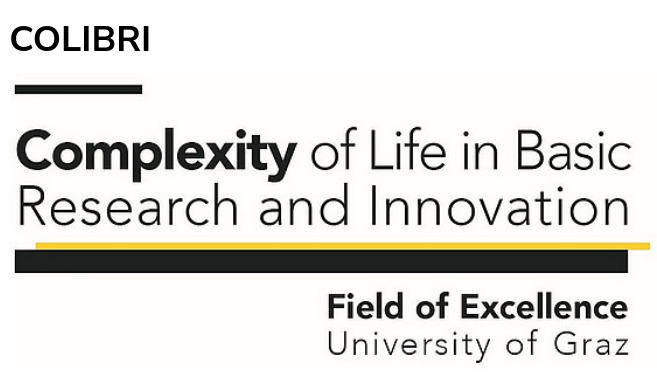 COLIBRI
Complexity of Life in Basic
Research and Innovation
Field of Excellence
University of Graz